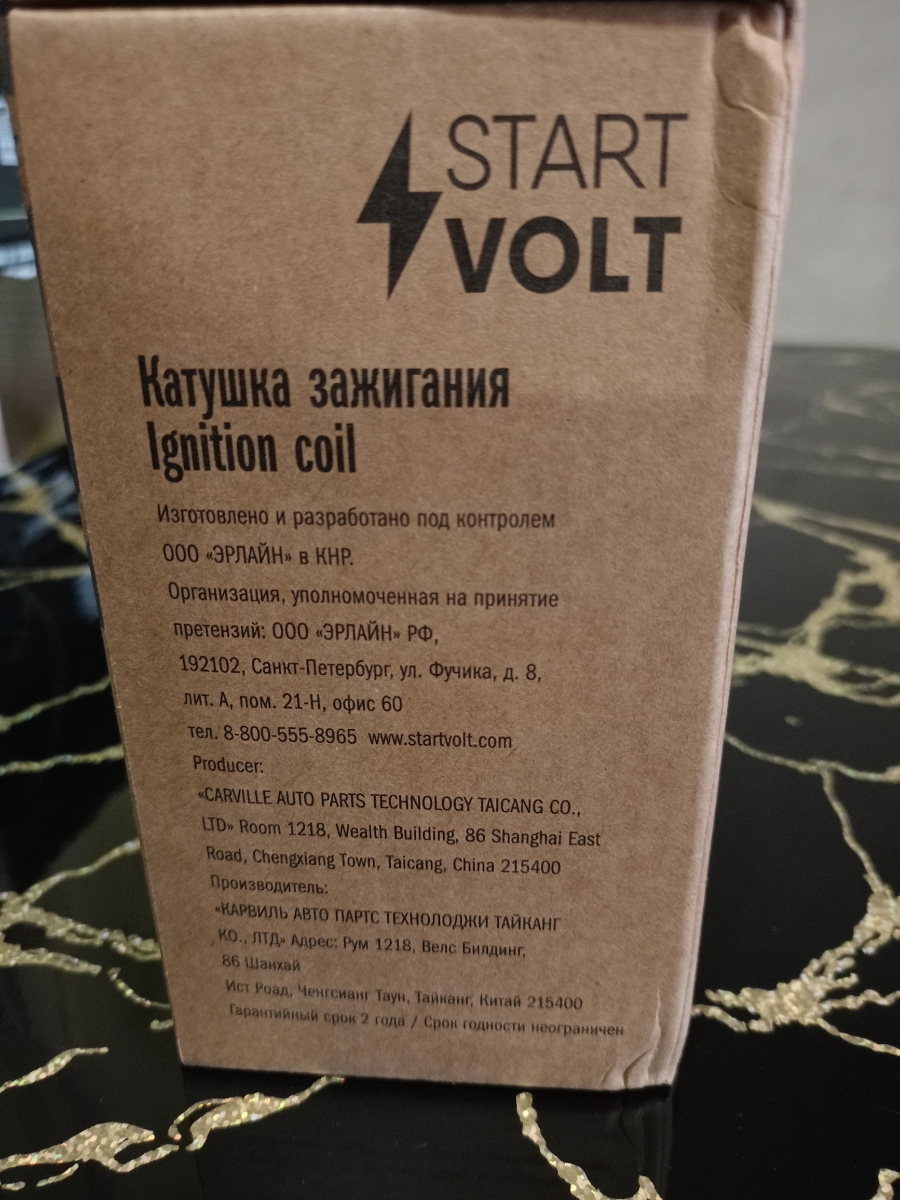 START
VOLT
Катушка зажигания
Ignition coil
Изготовлено и разработано под контролем
ООО «ЭРЛАЙН» в КНР.
Организация, уполномоченная на принятие
претензий: ООО «ЭРЛАЙН» РФ,
192102, Санкт-Петербург, ул. Фучика, д. 8,
лит. А, пом. 21-Н, офис 60
тел. 8-800-555-8965 www.startvolt.com
Producer:
«CARVILLE AUTO PARTS TECHNOLOGY TAICANG CO.,
LTD» Room 1218, Wealth Building, 86 Shanghai East
Road, Chengxiang Town, Taicang, China 215400
Производитель:
«КАРВИЛЬ АВТО ПАРТС ТЕХНОЛОДЖИ ТАЙКАНГ
КО., ЛТД» Адрес: Рум 1218, Велс Билдинг,
86 Шанхай
Ист Роад, Ченгсианг Таун, Тайканг, Китай 215400
Гарантийный срок 2 года / Срок годности неограничен